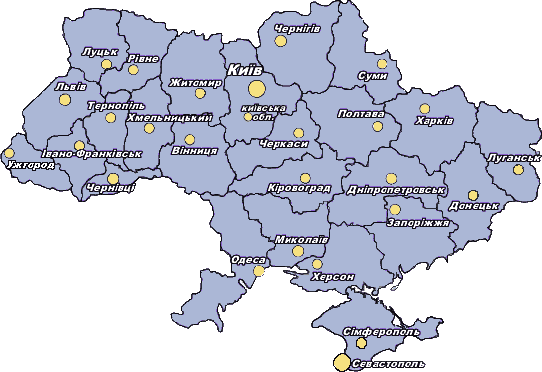 Чернігів
Луцьк
Рівне
Київ
Суми
Житомир
Львів
Тернопіль
київська
обл.
Полтава
Хмельницький
Харків
Черкаси
Вінниця
Івано-Франківськ
Луганськ
Ужгород
Чернівці
Кіровоград
Дніпропетровськ
Донецьк
Запоріжжя
Миколаїв
Одеса
Херсон
Сімферополь
Севастополь